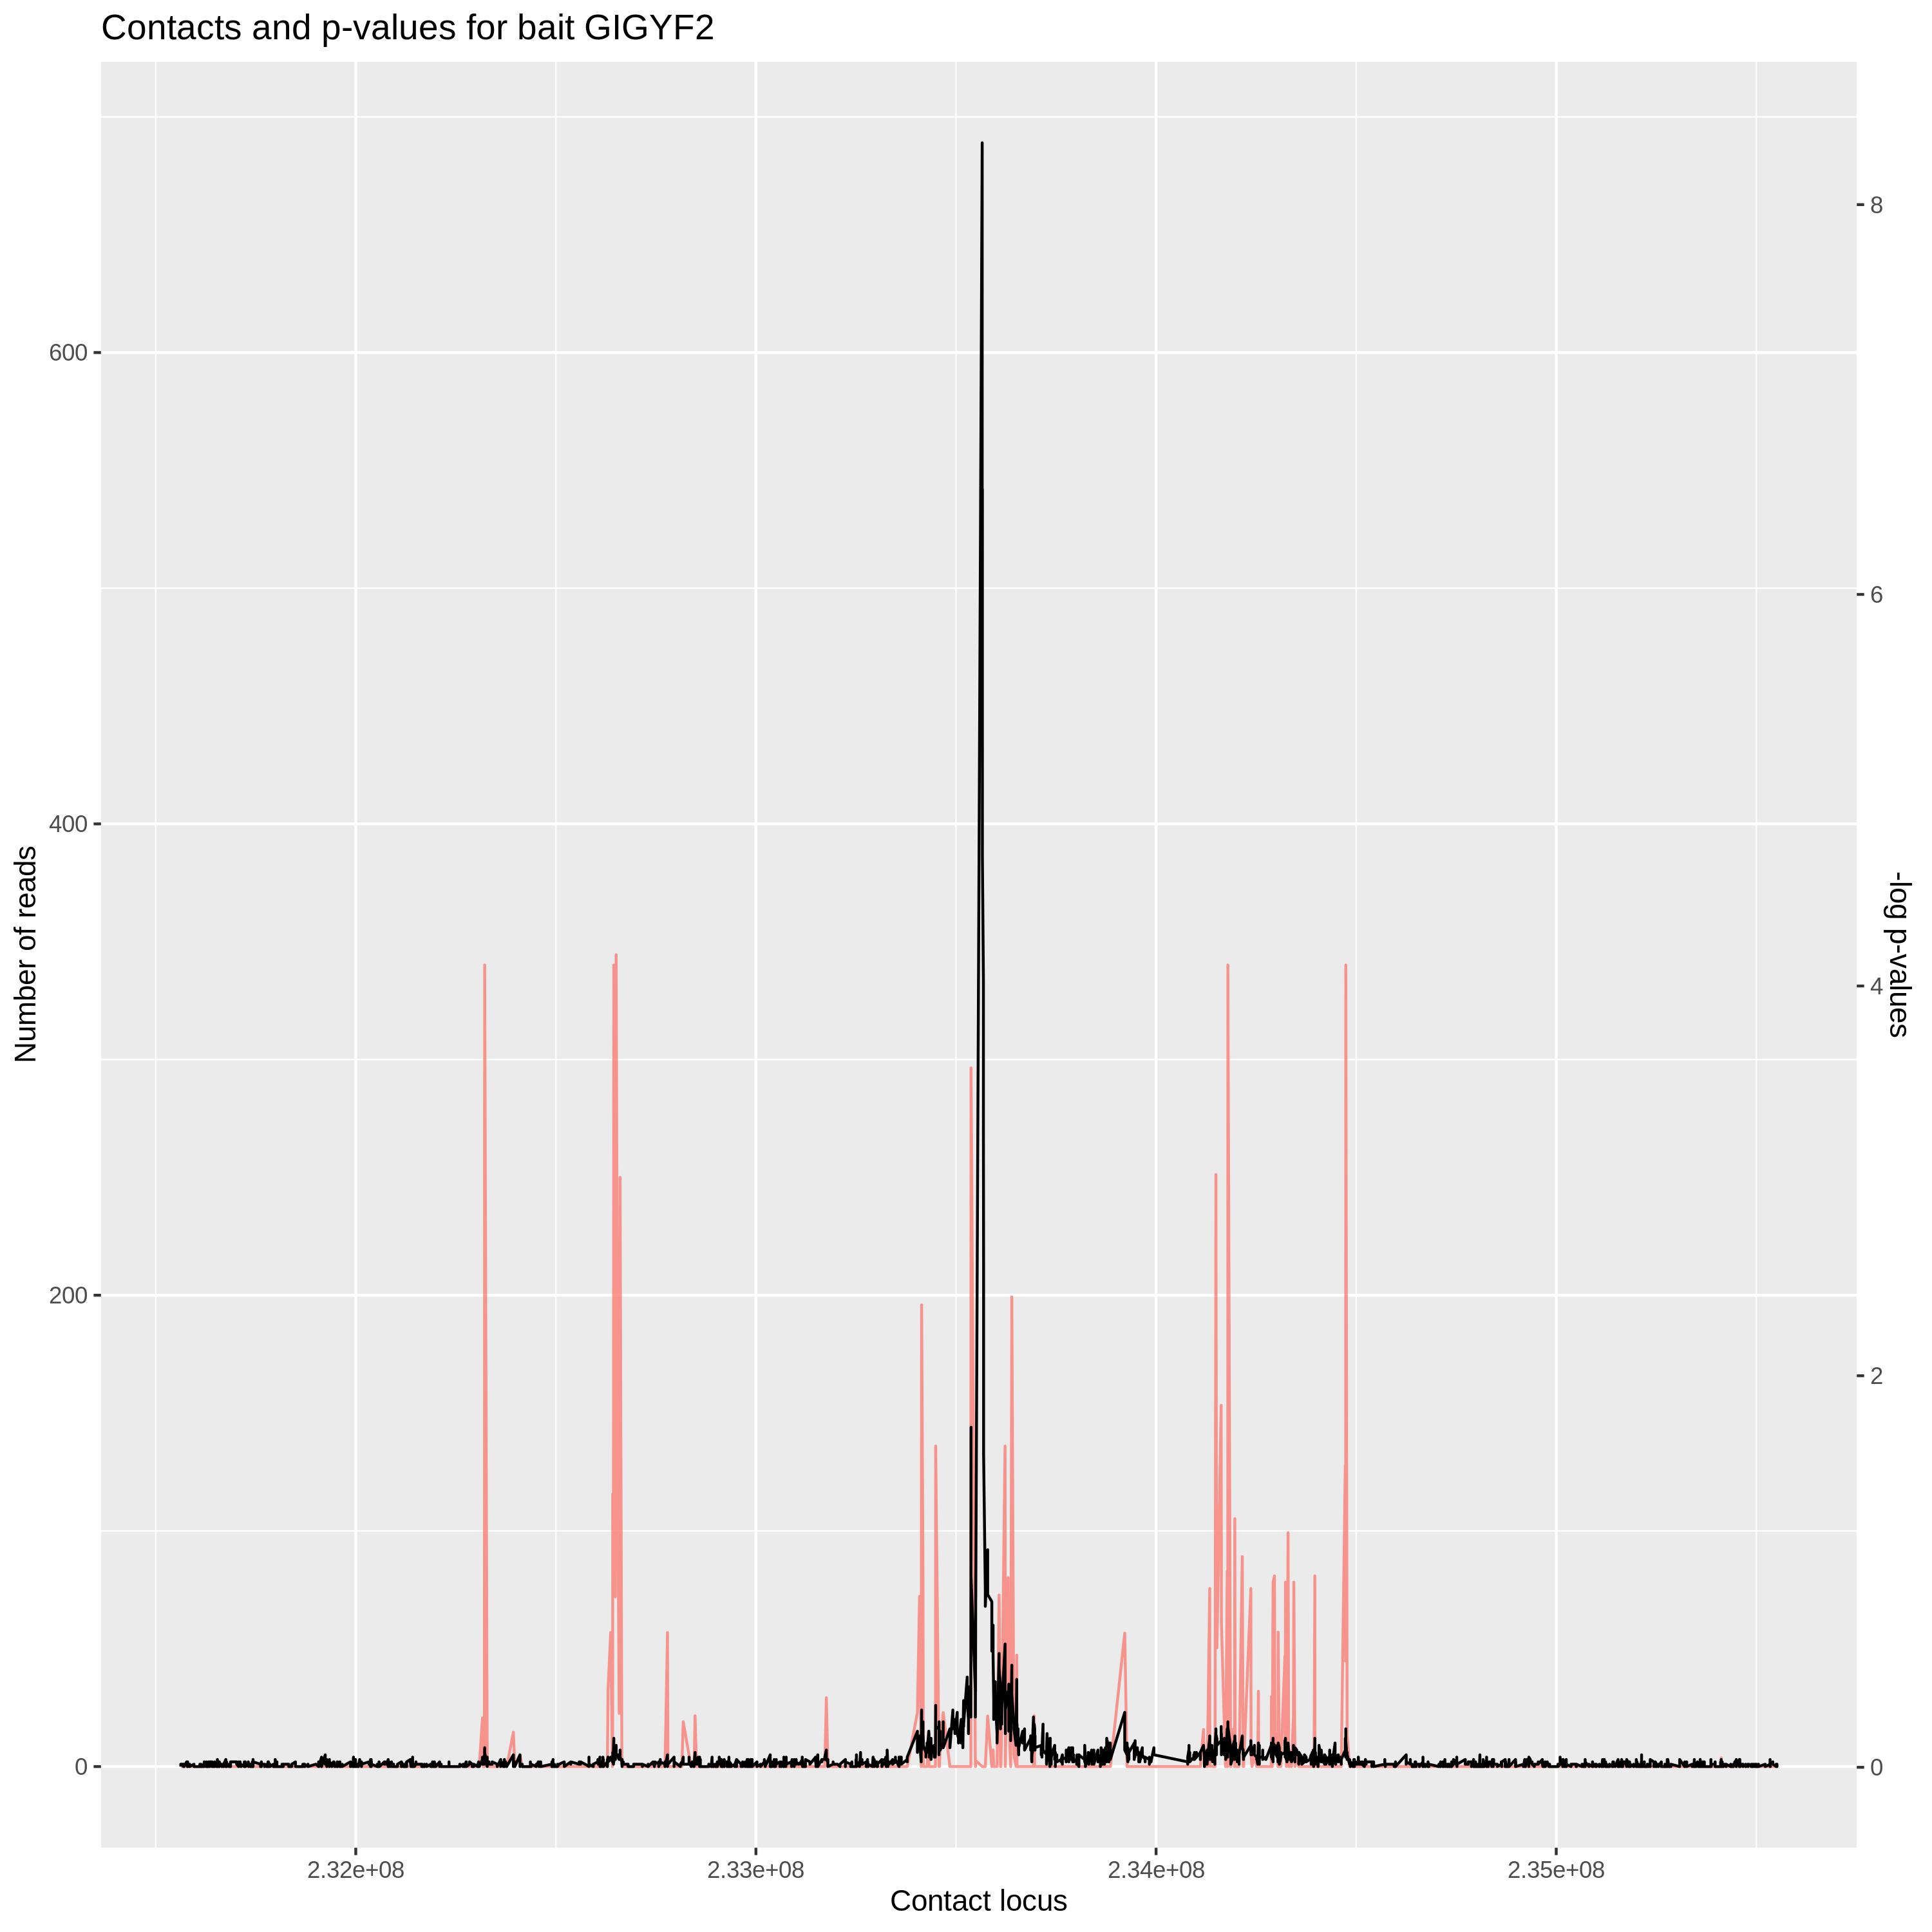 Contacts and p-values for bait GIGYF2
8
600
6
400
Number of reads
-log p-values
4
200
2
0
0
2.32e+08
2.33e+08
2.34e+08
2.35e+08
Contact locus